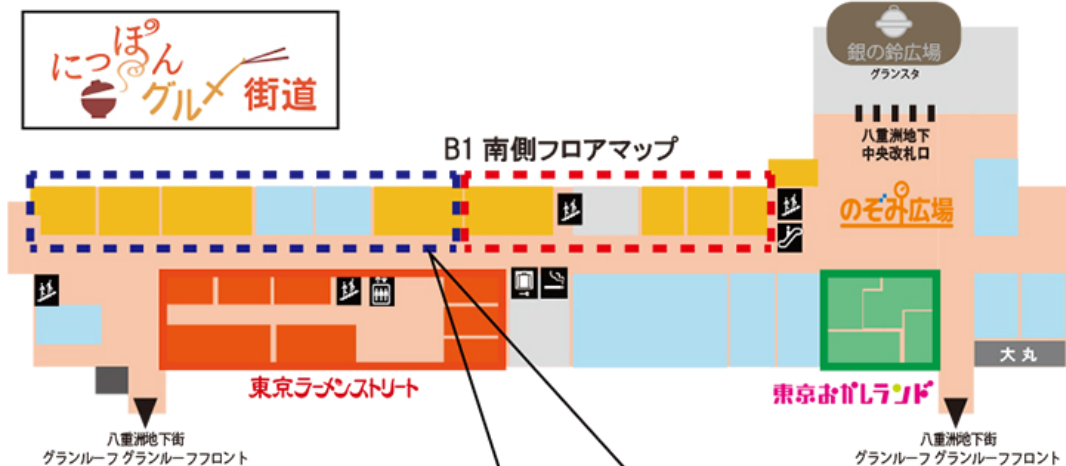 にっぽん
グルメ街道
銀の鈴広場
グランスタ
八重洲地下
中央改札口
B1 南側フロアマップ
のぞみ広場
東京ラーメンストリート
東京おかしランド
大丸
八重洲地下街
グランルーフ グランルーフフロント
八重洲地下街
グランルーフ グランルーフフロント